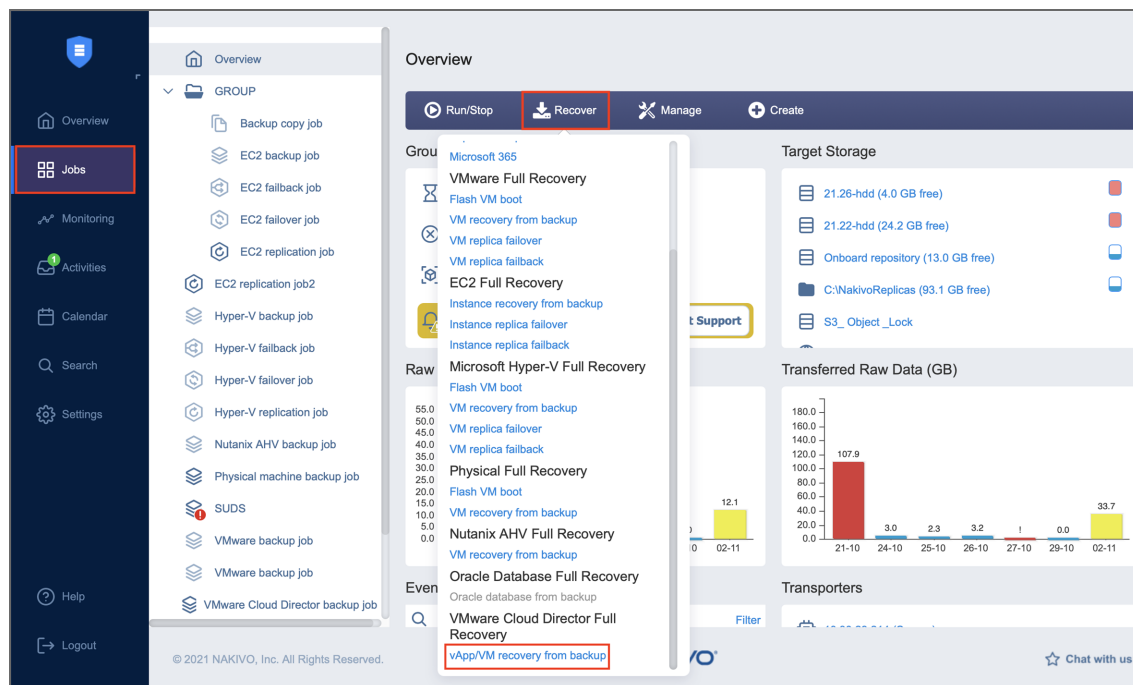 Overview
Jobs
Monitoring
1
Activities
Calendar
Search
Settings
Help
Logout
Overview
GROUP
Backup copy job
EC2 backup job
EC2 failback job
EC2 failover job
EC2 replication job
EC2 replication job2
Hyper-V backup job
Hyper-V failback job
Hyper-V failover job
Hyper-V replication job
Nutanix AHV backup job
Physical machine backup job
SUDS
VMware backup job
VMware backup job
VMware Cloud Director backup job
Overview
Run/Stop
Recover
Manage
Create
Grou
Microsoft 365
VMware Full Recovery
Flash VM boot
VM recovery from backup
VM replica failover
VM replica failback
EC2 Full Recovery
Instance recovery from backup
Instance replica failover
Instance replica failback
Microsoft Hyper-V Full Recovery
Flash VM boot
VM recovery from backup
VM replica failover
VM replica failback
Physical Full Recovery
Flash VM boot
VM recovery from backup
Nutanix AHV Full Recovery
VM recovery from backup
Oracle Database Full Recovery
Oracle database from backup
VMware Cloud Director Full
Recovery
vApp/VM recovery from backup
t Support
Raw
55.0
50.0
45.0
40.0
35.0
30.0
25.0
20.0
15.0
10.0
5.0
0.0
12.1
02-11
Even
Filter
Target Storage
21.26-hdd (4.0 GB free)
21.22-hdd (24.2 GB free)
Onboard repository (13.0 GB free)
C:\NakivoReplicas (93.1 GB free)
S3_ Object _Lock
Transferred Raw Data (GB)
180.0
160.0
140.0
120.0
100.0
80.0
60.0
40.0
20.0
0.0
107.9
3.0
2.3
3.2
!
0.0
33.7
21-10
24-10
25-10
26-10
27-10
29-10
02-11
Transporters
© 2021 NAKIVO, Inc. All Rights Reserved.
VO
Chat with us